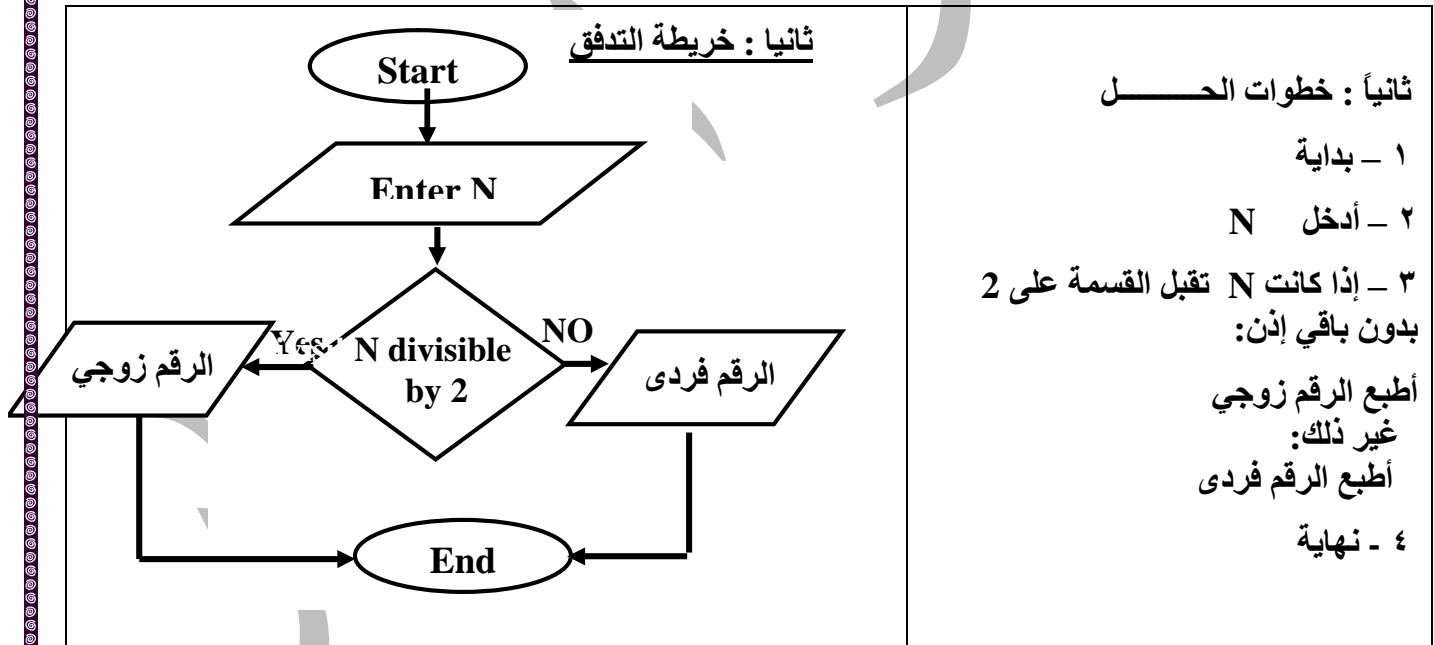 ثانياً : خطوات الحـــــــــــل
١ – بداية
٢ – أدخل N
٣ – إذا كانت N تقبل القسمة على 2
بدون باقي إذن:
أطبع الرقم زوجي
غير ذلك:
أطبع الرقم فردى
٤ - نهاية
ثانيا : خريطة التدفق
Start
Enter N
N divisible
by 2
Yes
NO
الرقم زوجي
الرقم فردى
End